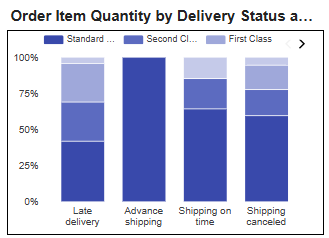 Order Item Quantity by Delivery Status a...
Standard ... Second Cl... First Class
100%
75%
50%
25%
0%
Late delivery
Advance shipping
Shipping on time
Shipping canceled